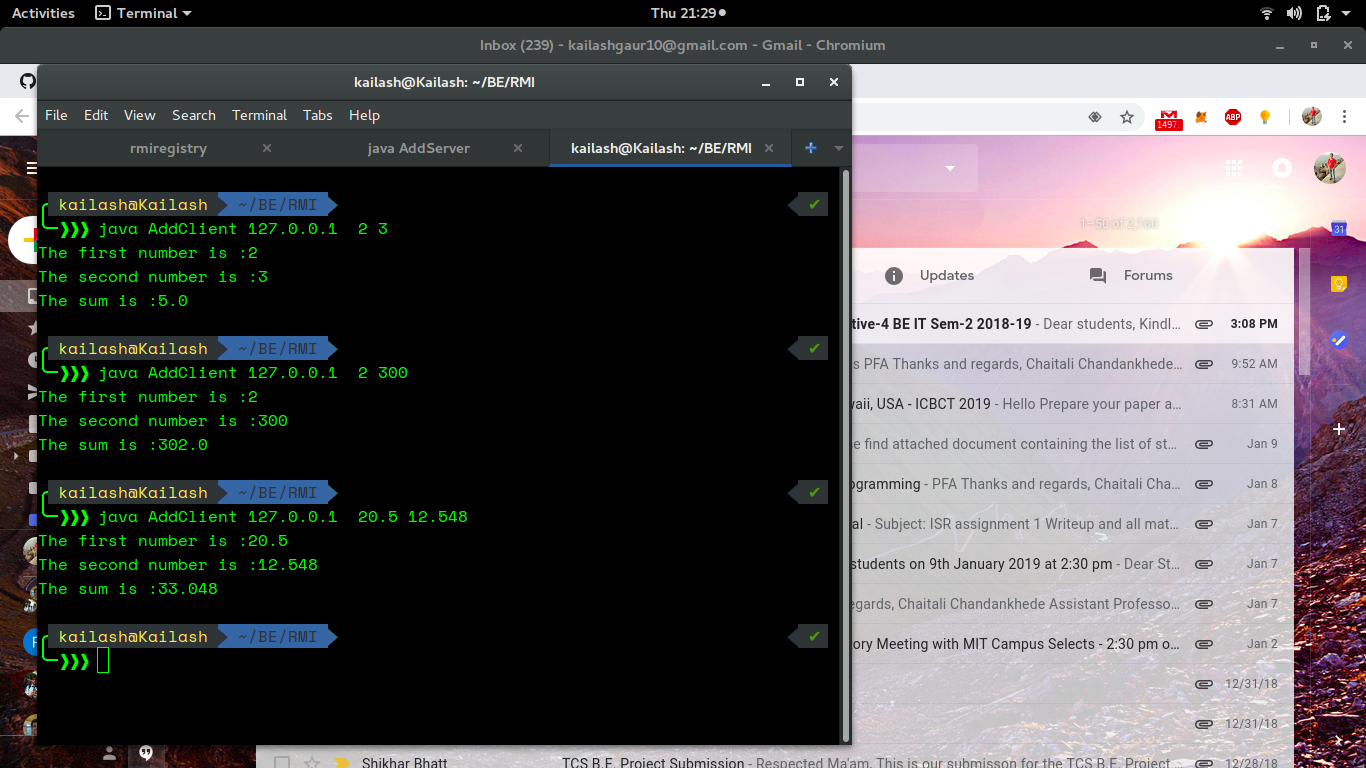 Activities Terminal Thu 21:29
Inbox (239) - kailashgaur10@gmail.com - Gmail - Chromium
kailash@Kailash: ~/BE/RMI
File Edit View Search Terminal Tabs Help
1497
ABP
rmiregistry java AddServer kailash@Kailash: ~/BE/RMI
kailash@Kailash ~/BE/RMI
❯❯❯ java AddClient 127.0.0.1  2 3
The first number is :2
The second number is :3
The sum is :5.0
kailash@Kailash ~/BE/RMI
❯❯❯ java AddClient 127.0.0.1  2 300
The first number is :2
The second number is :300
The sum is :302.0
kailash@Kailash ~/BE/RMI
❯❯❯ java AddClient 127.0.0.1  20.5 12.548
The first number is :20.5
The second number is :12.548
The sum is :33.048
kailash@Kailash ~/BE/RMI
❯❯❯
1–50 of 2,160
31
Updates Forums
tive-4 BE IT Sem-2 2018-19 - Dear students, Kindl… 3:08 PM
s PFA Thanks and regards, Chaitali Chandankhede… 9:52 AM
waii, USA - ICBCT 2019 - Hello Prepare your paper a… 8:31 AM
se find attached document containing the list of st… Jan 9
ogramming - PFA Thanks and regards, Chaitali Cha… Jan 8
al - Subject: ISR assignment 1 Writeup and all mat… Jan 7
students on 9th January 2019 at 2:30 pm - Dear St… Jan 7
egards, Chaitali Chandankhede Assistant Professo… Jan 7
ory Meeting with MIT Campus Selects - 2:30 pm o… Jan 2
12/31/18
12/31/18
Shikhar Bhatt TCS B.E. Project Submission - Respected Ma'am, This is our submisson for the TCS B.E. Project… 12/28/18